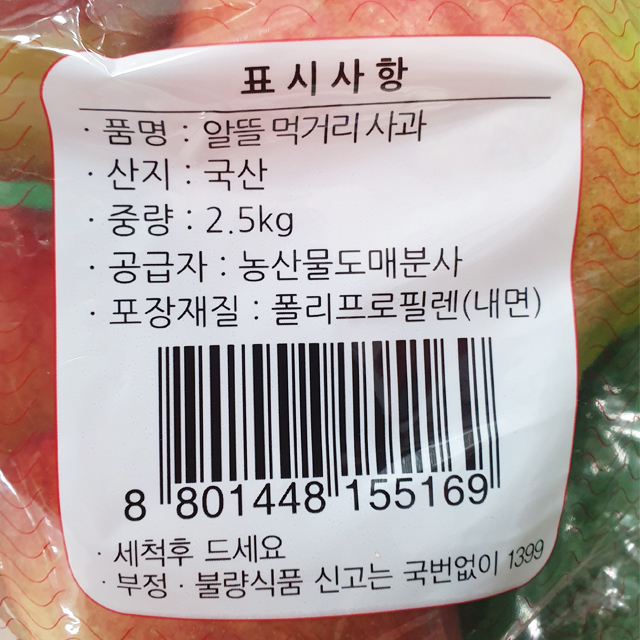 표시사항
· 품명 : 알뜰 먹거리 사과
· 산지 : 국산
· 중량 : 2.5kg
· 공급자 : 농산물도매분사
· 포장재질 : 폴리프로필렌(내면)
8 801448 155169
· 세척후 드세요
· 부정 · 불량식품 신고는 국번없이 1399